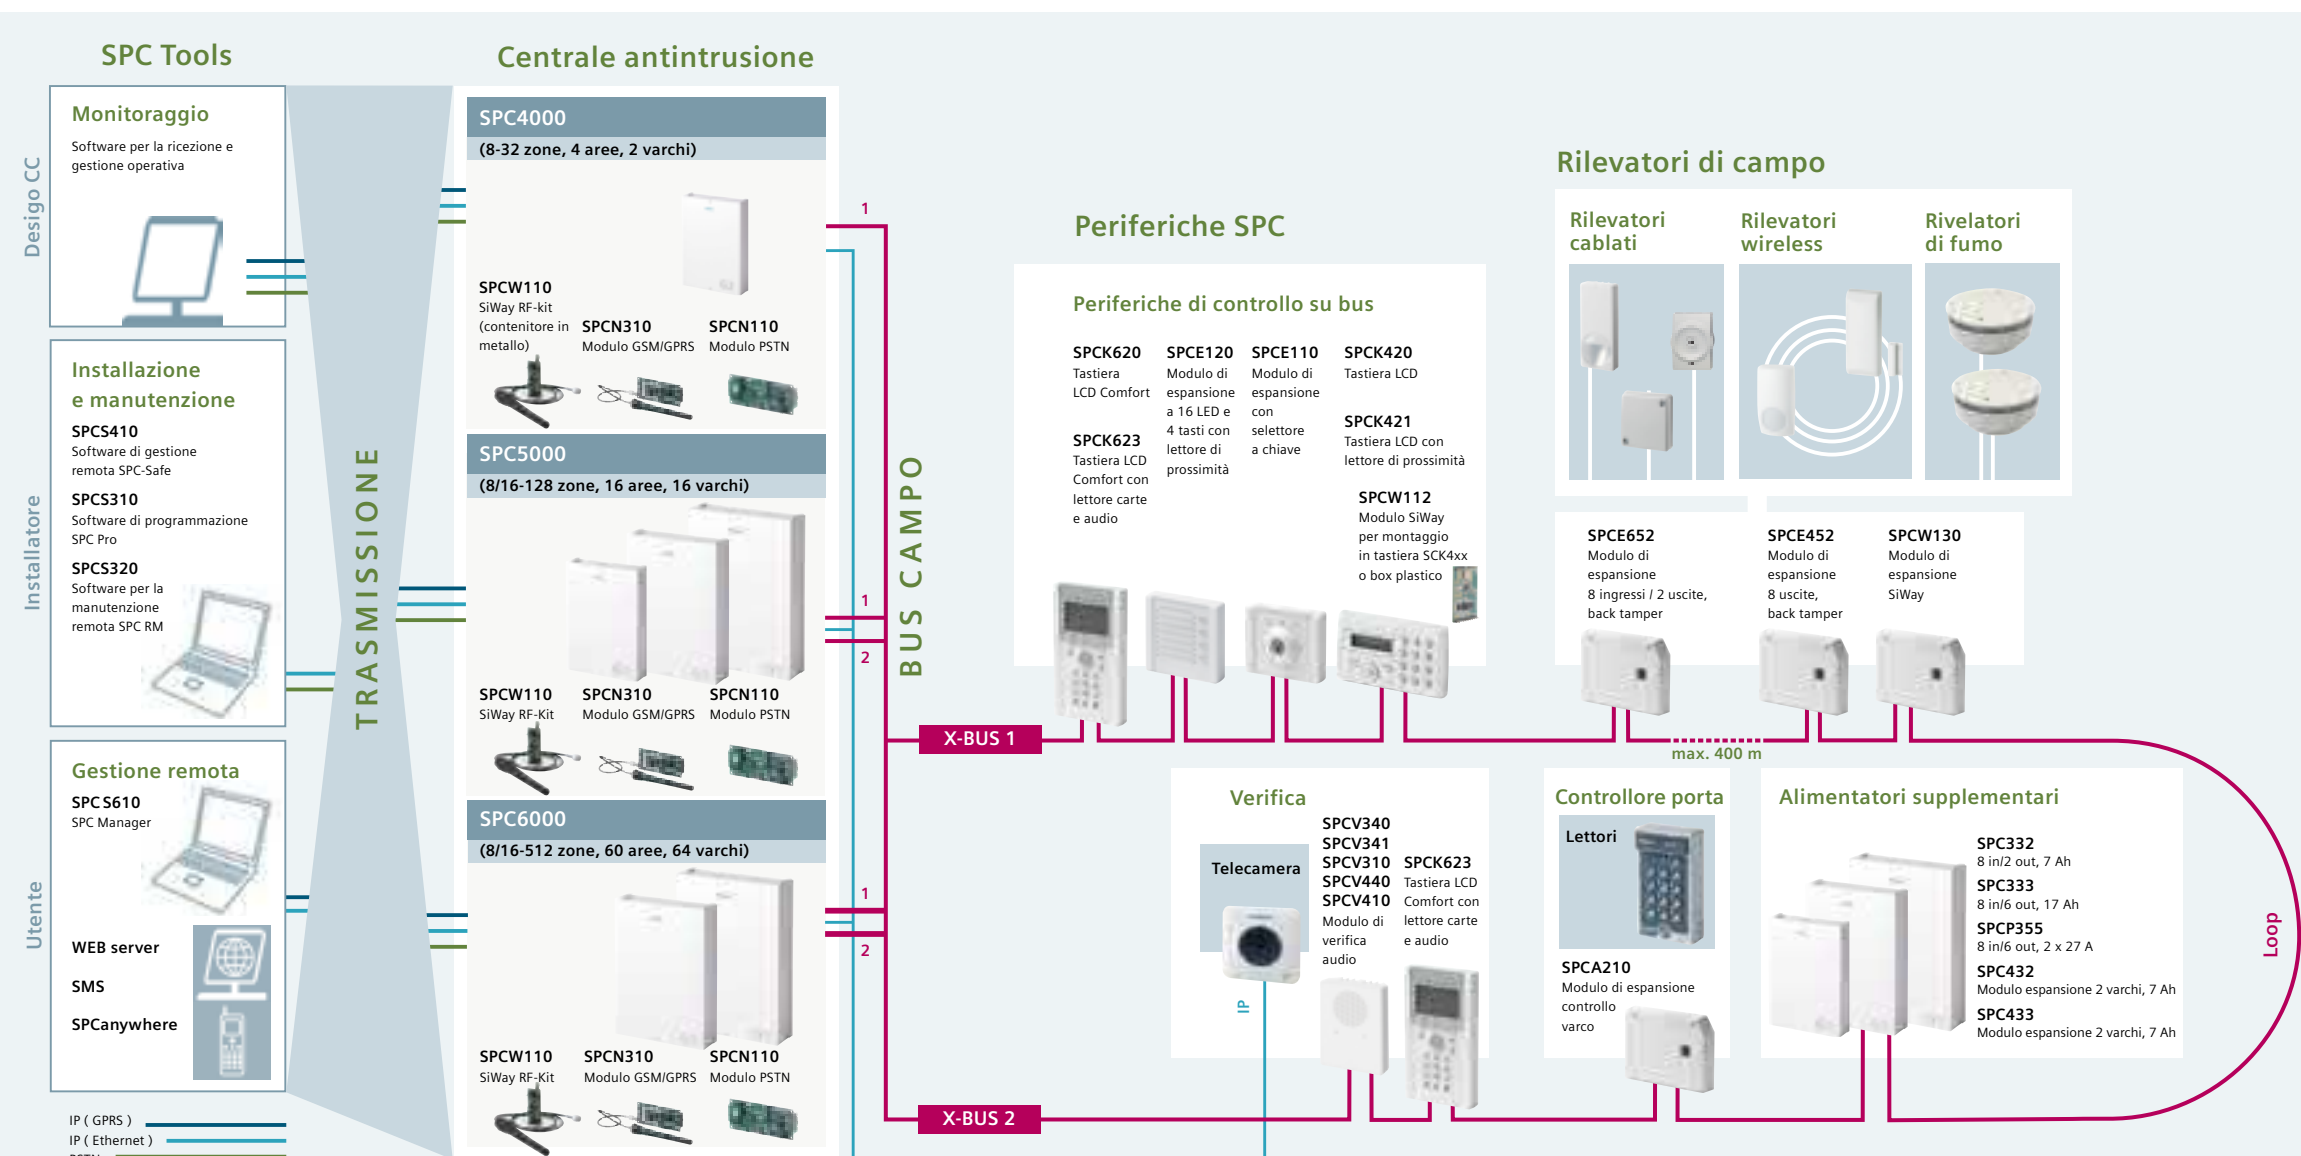 SPC Tools
Desigo CC
Monitoraggio
Software per la ricezione e
gestione operativa
Installatore
Installazione
e manutenzione
SPCS410
Software di gestione
remota SPC-Safe
SPCS310
Software di programmazione
SPC Pro
SPCS320
Software per la
manutenzione
remota SPC RM
Utente
Gestione remota
SPC S610
SPC Manager
WEB server
SMS
SPCanywhere
IP ( GPRS )
IP ( Ethernet )
TRASMISSIONE
Centrale antintrusione
SPC4000
(8-32 zone, 4 aree, 2 varchi)
SPCW110
SiWay RF-kit
(contenitore in
metallo)
SPCN310
Modulo GSM/GPRS
SPCN110
Modulo PSTN
SPC5000
(8/16-128 zone, 16 aree, 16 varchi)
SPCW110
SiWay RF-Kit
SPCN310
Modulo GSM/GPRS
SPCN110
Modulo PSTN
SPC6000
(8/16-512 zone, 60 aree, 64 varchi)
SPCW110
SiWay RF-Kit
SPCN310
Modulo GSM/GPRS
SPCN110
Modulo PSTN
1
1
2
1
2
BUS CAMPO
X-BUS 1
X-BUS 2
Periferiche SPC
Periferiche di controllo su bus
SPCK620
Tastiera
LCD Comfort
SPCK623
Tastiera LCD
Comfort con
lettore carte
e audio
SPCE120
Modulo di
espansione
a 16 LED e
4 tasti con
lettore di
prossimità
SPCE110
Modulo di
espansione
con
selettore
a chiave
SPCK420
Tastiera LCD
SPCK421
Tastiera LCD con
lettore di prossimità
SPCW112
Modulo SiWay
per montaggio
in tastiera SCK4xx
o box plastico
Rilevatori di campo
Rilevatori
cablati
Rilevatori
wireless
Rivelatori
di fumo
SPCE652
Modulo di
espansione
8 ingressi / 2 uscite,
back tamper
SPCE452
Modulo di
espansione
8 uscite,
back tamper
SPCW130
Modulo di
espansione
SiWay
max. 400 m
Loop
Verifica
Telecamera
IP
SPCV340
SPCV341
SPCV310
SPCV440
SPCV410
Modulo di
verifica
audio
SPCK623
Tastiera LCD
Comfort con
lettore carte
e audio
Controllore porta
Lettori
SPCA210
Modulo di espansione
controllo
varco
Alimentatori supplementari
SPC332
8 in/2 out, 7 Ah
SPC333
8 in/6 out, 17 Ah
SPCP355
8 in/6 out, 2 x 27 A
SPC432
Modulo espansione 2 varchi, 7 Ah
SPC433
Modulo espansione 2 varchi, 7 Ah